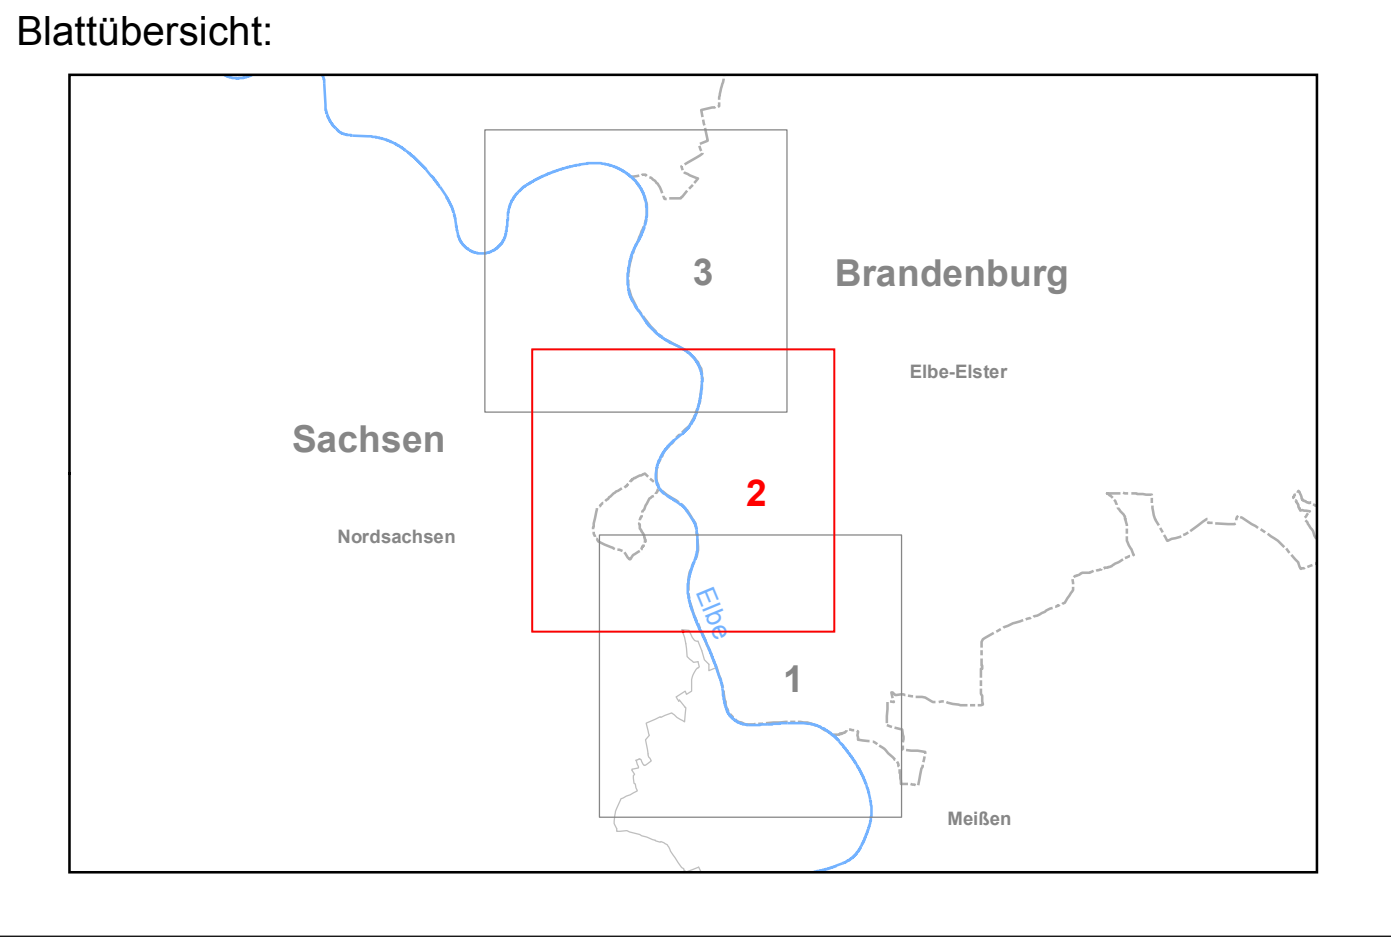 Blattübersicht:
3
Brandenburg
Elbe-Elster
Sachsen
2
Nordsachsen
Elbe
1
Meißen